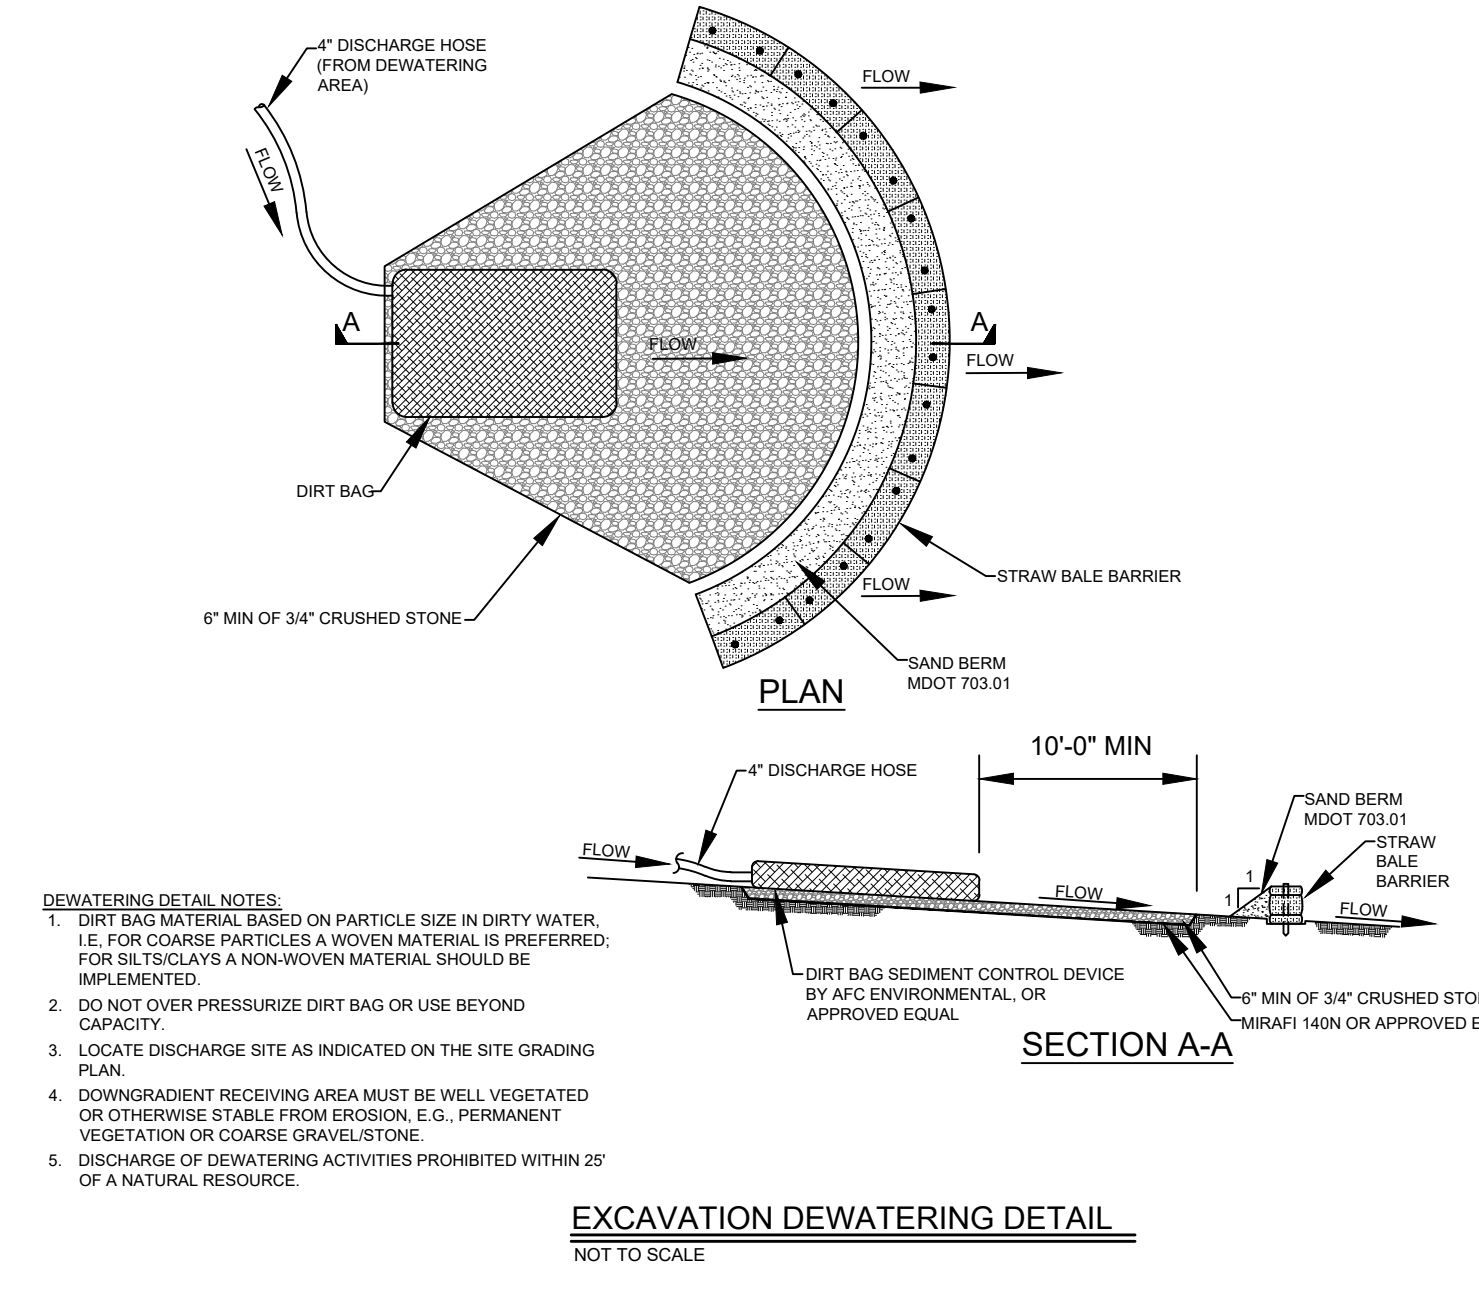 4" DISCHARGE HOSE
(FROM DEWATERING
AREA)
FLOW
FLOW
A
FLOW
A
FLOW
DIRT BAG
STRAW BALE BARRIER
FLOW
6" MIN OF 3/4" CRUSHED STONE
SAND BERM
MDOT 703.01
PLAN
10'-0" MIN
4" DISCHARGE HOSE
SAND BERM
MDOT 703.01
STRAW
BALE
BARRIER
FLOW
1
1
FLOW
FLOW
DIRT BAG SEDIMENT CONTROL DEVICE
BY AFC ENVIRONMENTAL, OR
APPROVED EQUAL
6" MIN OF 3/4" CRUSHED
MIRAFI 140N OR APPROVED
SECTION A-A
DEWATERING DETAIL NOTES:
1. DIRT BAG MATERIAL BASED ON PARTICLE SIZE IN DIRTY WATER,
I.E, FOR COARSE PARTICLES A WOVEN MATERIAL IS PREFERRED;
FOR SILTS/CLAYS A NON-WOVEN MATERIAL SHOULD BE
IMPLEMENTED.
2. DO NOT OVER PRESSURIZE DIRT BAG OR USE BEYOND
CAPACITY.
3. LOCATE DISCHARGE SITE AS INDICATED ON THE SITE GRADING
PLAN.
4. DOWNGRADIENT RECEIVING AREA MUST BE WELL VEGETATED
OR OTHERWISE STABLE FROM EROSION, E.G., PERMANENT
VEGETATION OR COARSE GRAVEL/STONE.
5. DISCHARGE OF DEWATERING ACTIVITIES PROHIBITED WITHIN 25'
OF A NATURAL RESOURCE.
EXCAVATION DEWATERING DETAIL
NOT TO SCALE